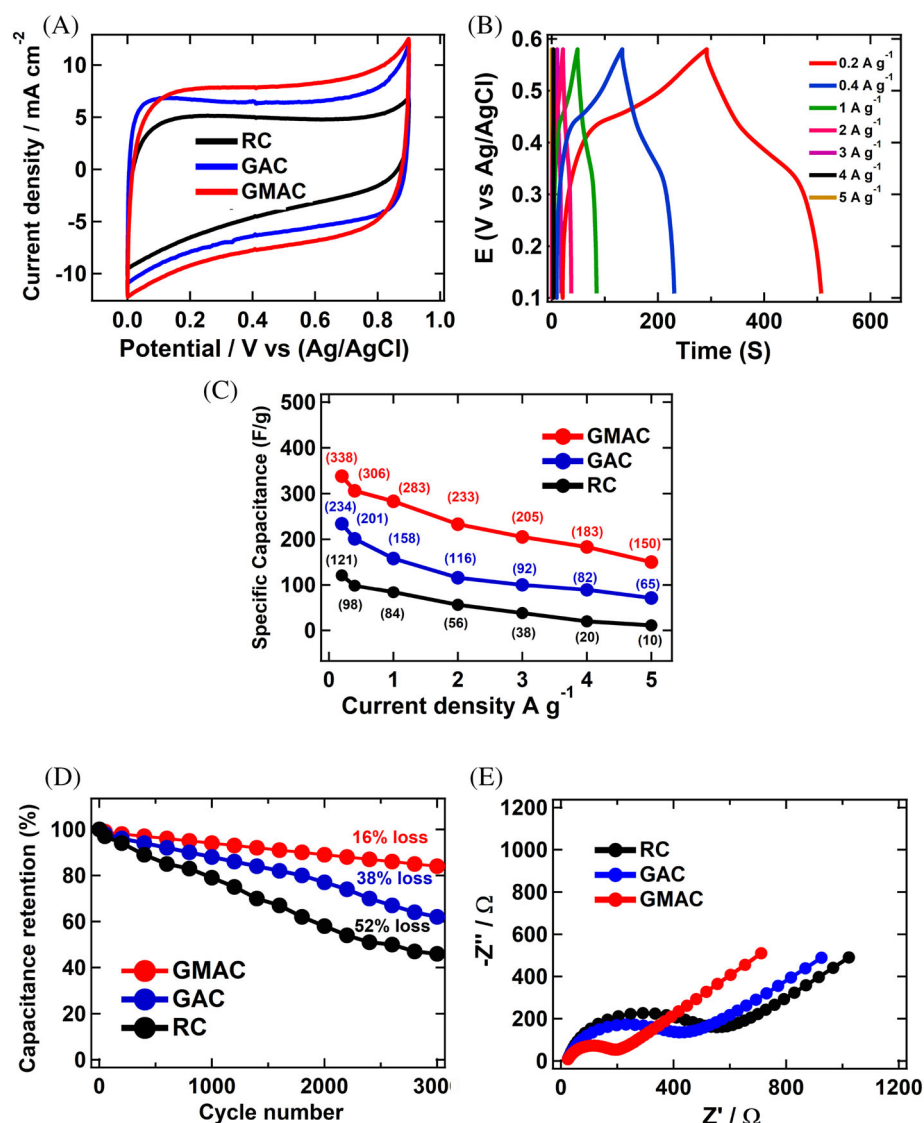 (A)
Current density / mA cm-2
10
5
0
-5
-10
RC
GAC
GMAC
0.0 0.2 0.4 0.6 0.8 1.0
Potential / V vs (Ag/AgCl)
(B)
E (V vs Ag/AgCl)
0.6
0.5
0.4
0.3
0.2
0.1
0.2 A g-1
0.4 A g-1
1 A g-1
2 A g-1
3 A g-1
4 A g-1
5 A g-1
0 200 400 600
Time (S)
(C)
Specific Capacitance (F/g)
500
400
300
200
100
0
GMAC
GAC
RC
(338)
(306)
(283)
(233)
(205)
(183)
(150)
(234)
(201)
(158)
(116)
(92)
(82)
(65)
(121)
(98)
(84)
(56)
(38)
(20)
(10)
0 1 2 3 4 5
Current density A g-1
(D)
Capacitance retention (%)
100
80
60
40
20
0
16% loss
38% loss
52% loss
GMAC
GAC
RC
0 1000 2000 300
Cycle number
(E)
-Z'' / Ω
1200
1000
800
600
400
200
0
RC
GAC
GMAC
0 400 800 1200
Z' / Ω